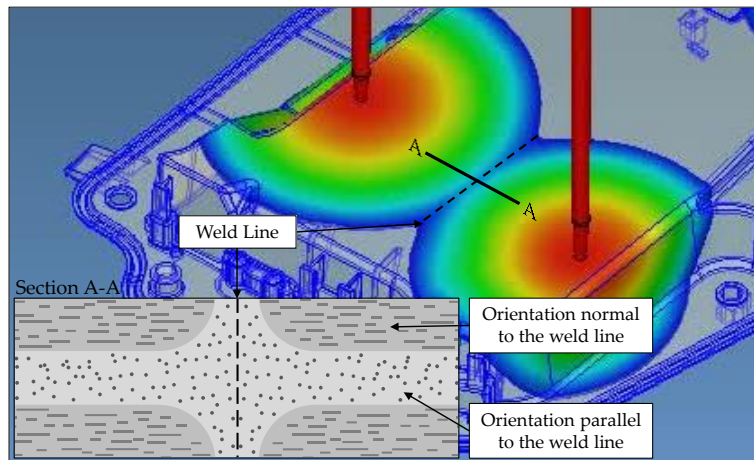 A
A
Weld Line
Section A-A
Orientation normal
to the weld line
Orientation parallel
to the weld line